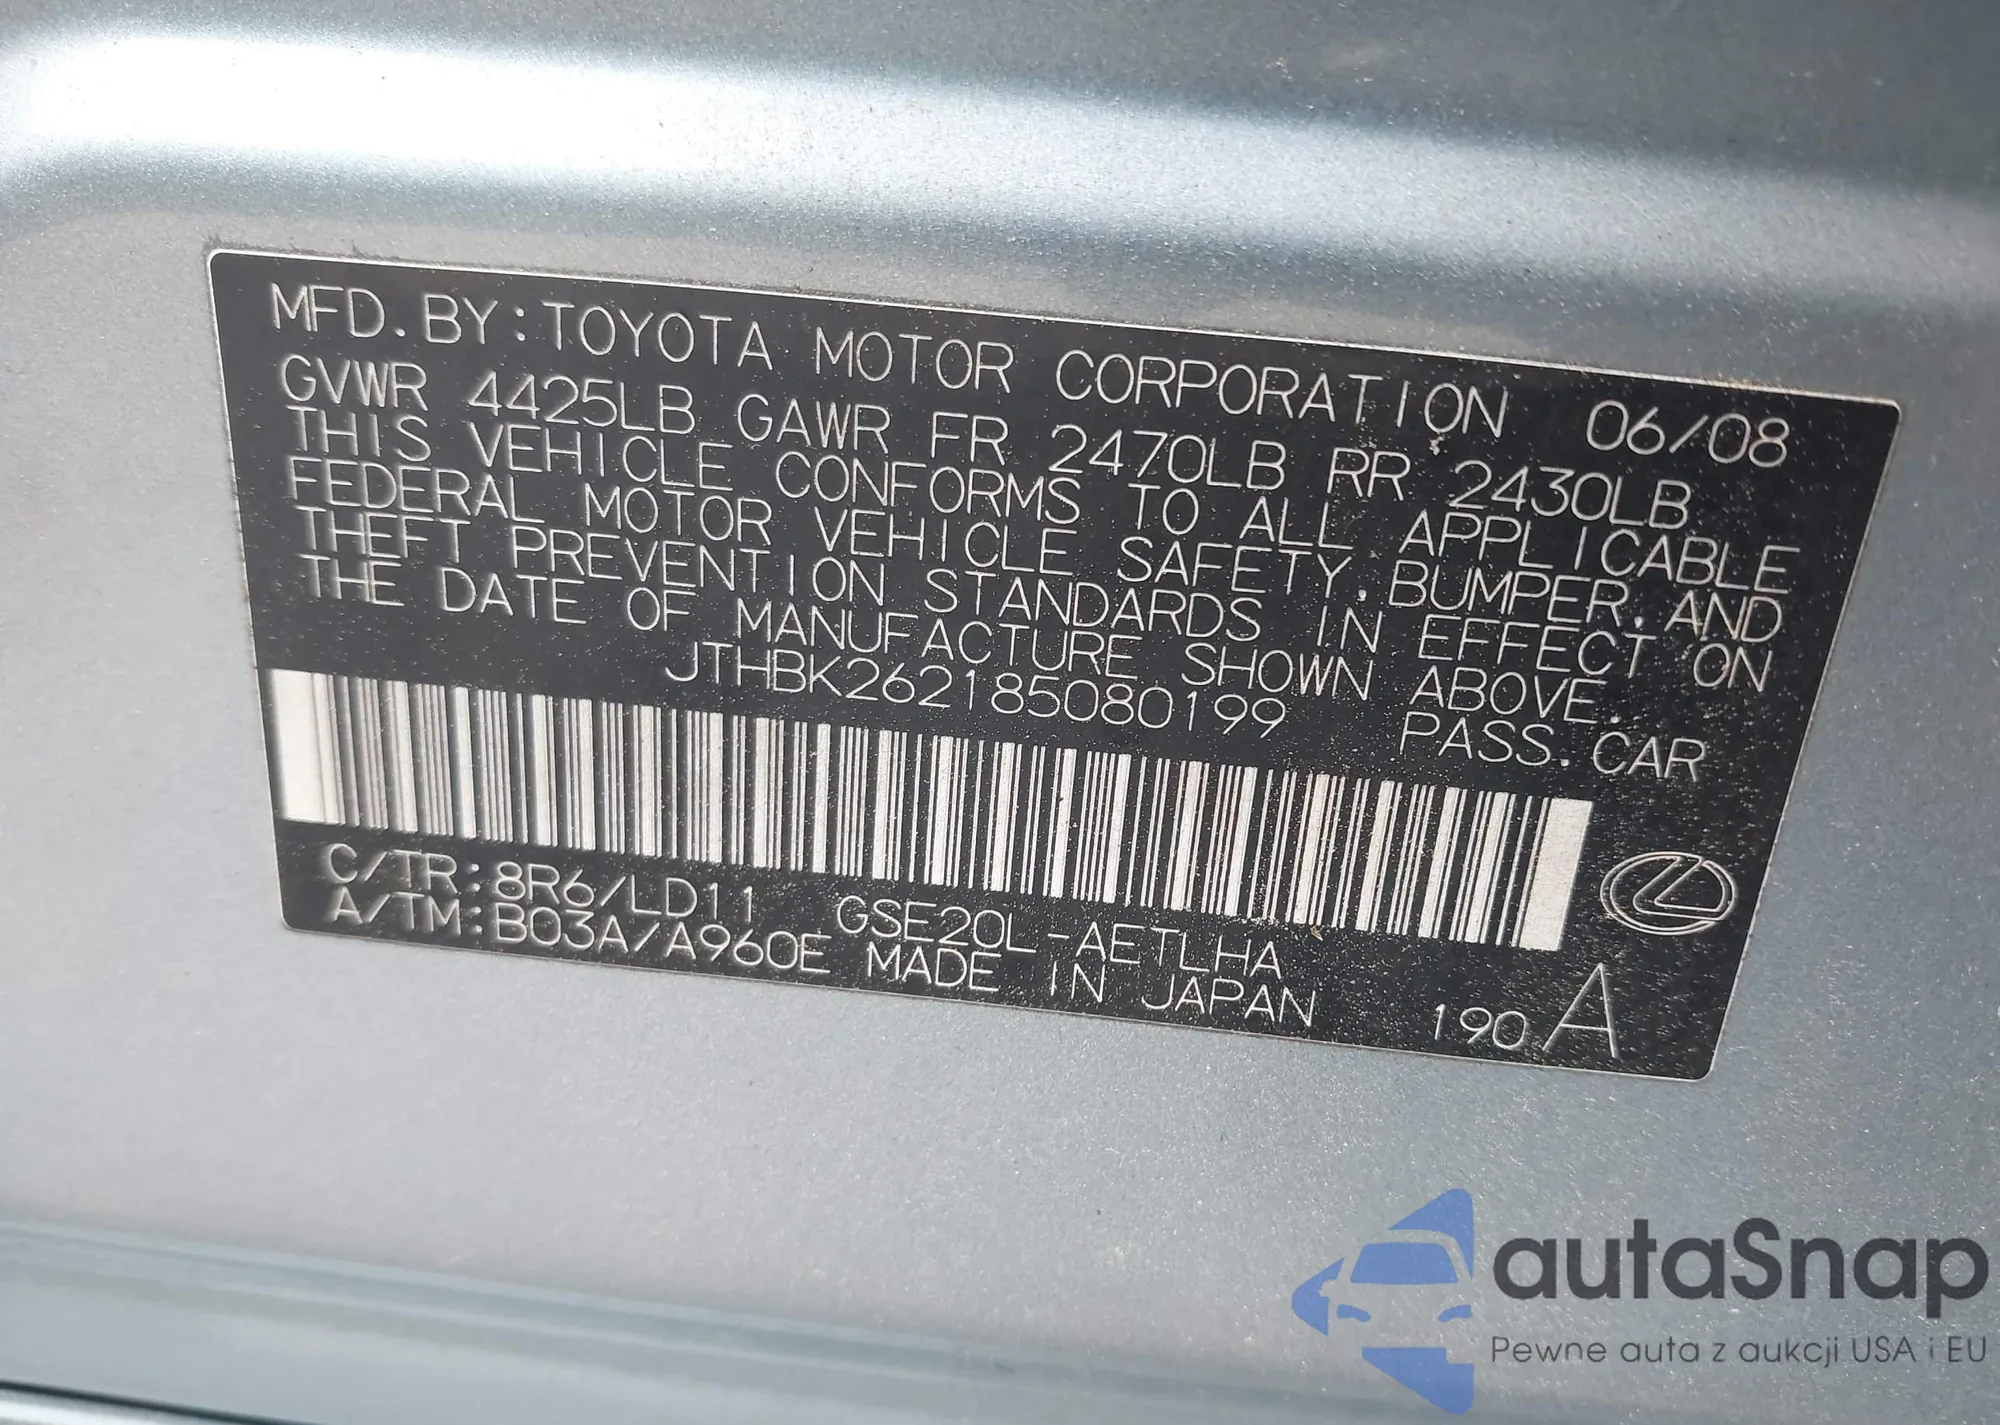 MFD. BY: TOYOTA MOTOR CORPORATION 06/08
GVWR 4425LB GAWR FR 2470LB RR 2430LB
THIS VEHICLE CONFORMS TO ALL APPLICABLE
FEDERAL MOTOR VEHICLE SAFETY, BUMPER, AND
THEFT PREVENTION STANDARDS IN EFFECT ON
THE DATE OF MANUFACTURE SHOWN ABOVE.
JTHBK262185080199 PASS. CAR
C/TR: 8R6/LD11 GSE20L-AETLHA
A/TM: B03A/A960E MADE IN JAPAN 190 A
autaSnap
Pewne auta z aukcji USA i EU